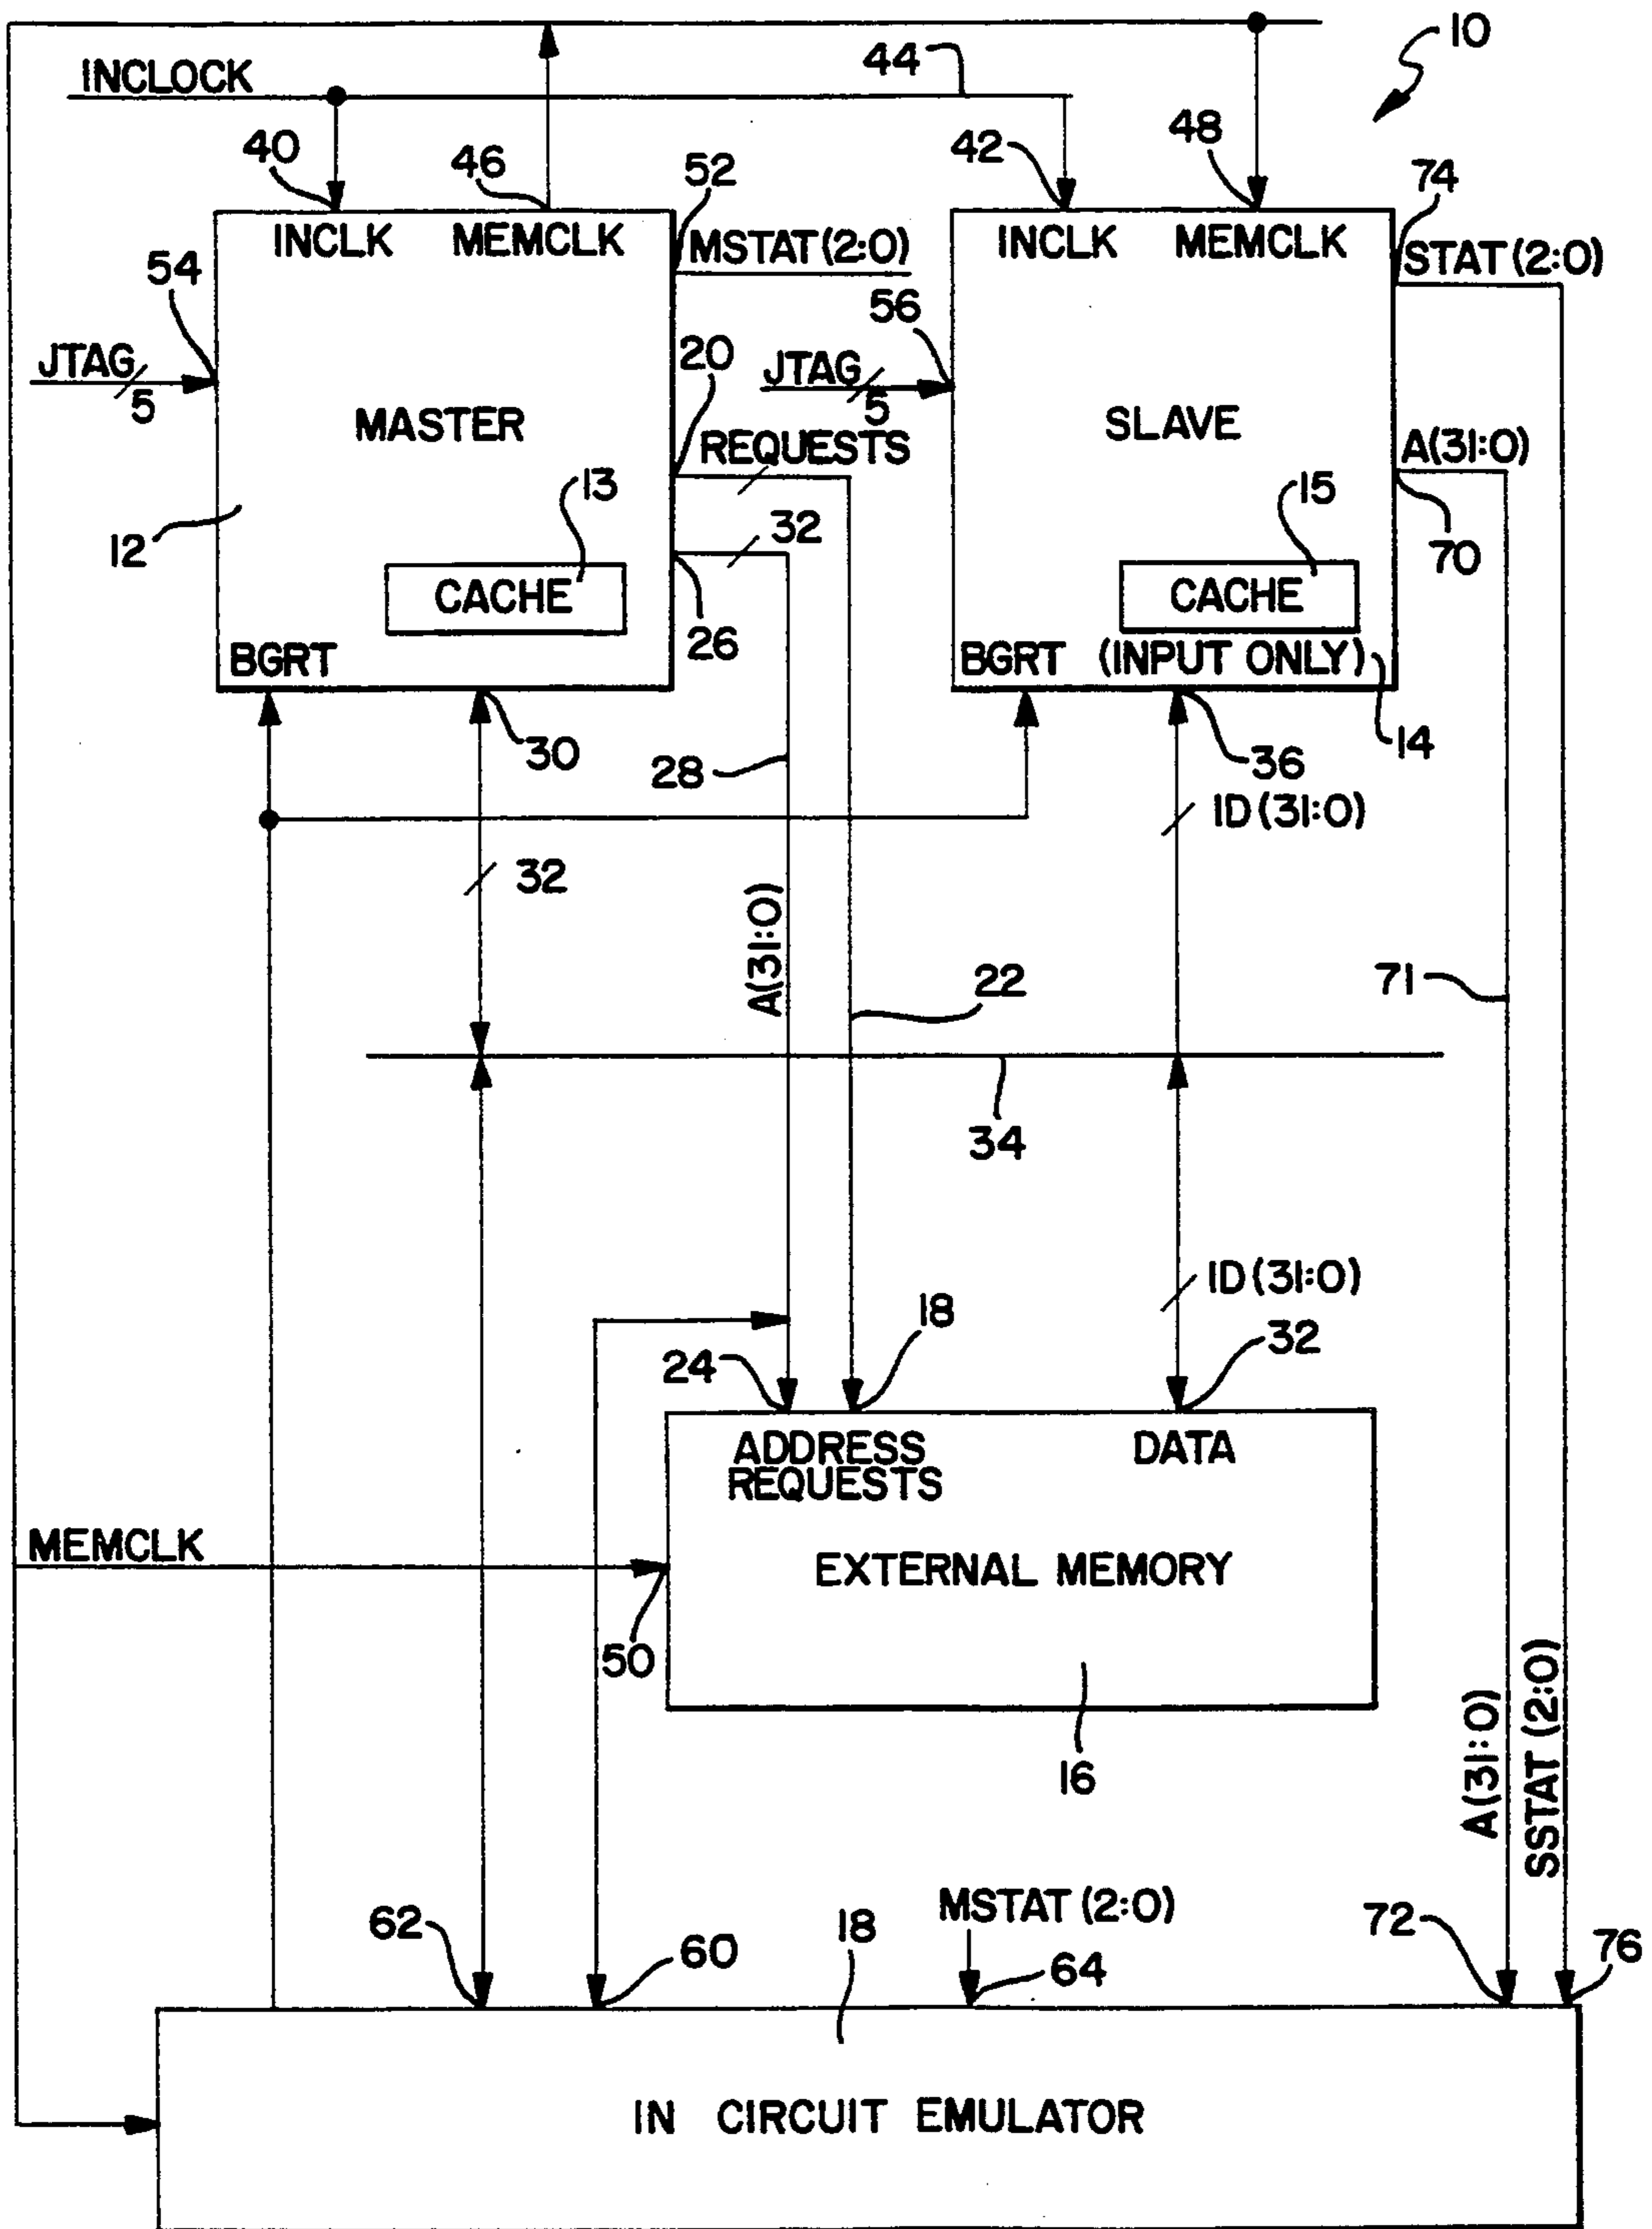 10
INCLOCK
44
40
46
52
42
48
74
INCLK
MEMCLK
MSTAT (2:0)
INCLK
MEMCLK
STAT (2:0)
54
56
JTAG
5
20
JTAG
5
MASTER
REQUESTS
SLAVE
A(31:0)
13
32
15
12
70
CACHE
CACHE
26
BGRT
BGRT (INPUT ONLY)
14
30
28
36
ID (31:0)
32
A(31:0)
22
71
34
ID (31:0)
18
24
32
ADDRESS
REQUESTS
DATA
MEMCLK
EXTERNAL MEMORY
50
16
A(31:0)
SSTAT (2:0)
62
60
18
MSTAT (2:0)
64
72
76
IN CIRCUIT EMULATOR